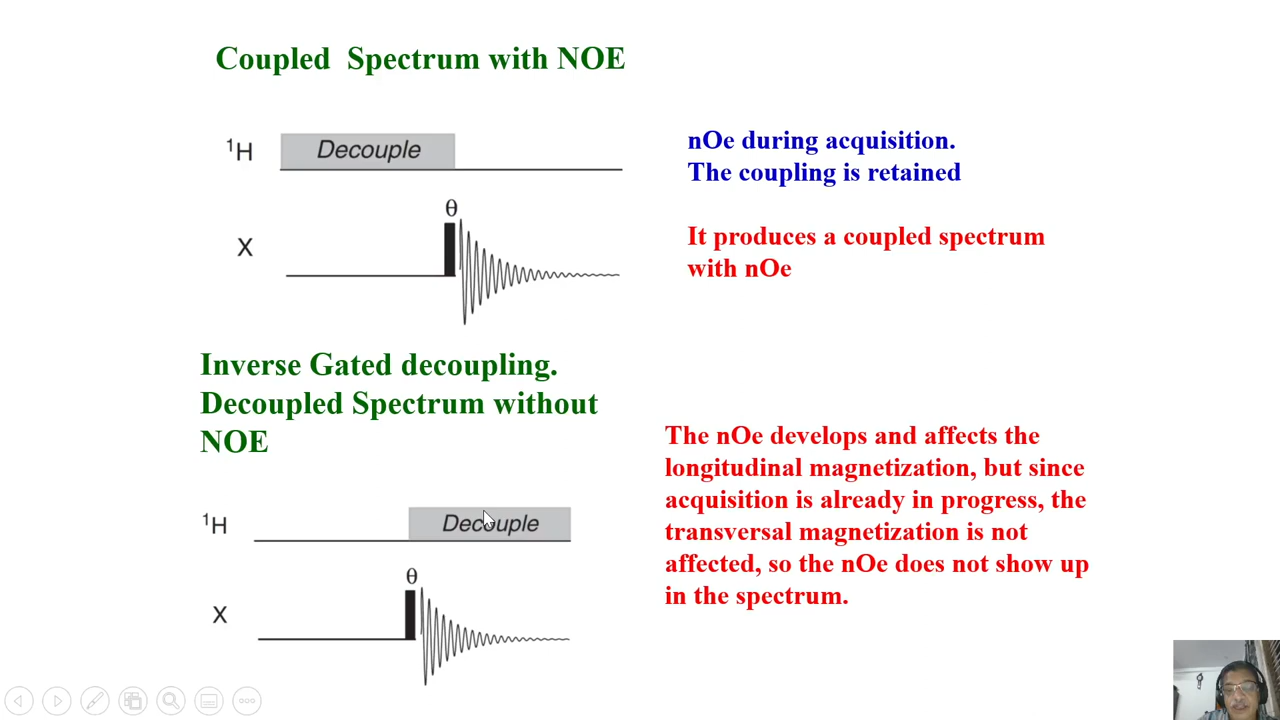 Coupled  Spectrum with NOE
¹H
Decouple
θ
X
nOe during acquisition.
The coupling is retained
It produces a coupled spectrum
with nOe
Inverse Gated decoupling.
Decoupled Spectrum without
NOE
¹H
Decouple
θ
X
The nOe develops and affects the
longitudinal magnetization, but since
acquisition is already in progress, the
transversal magnetization is not
affected, so the nOe does not show up
in the spectrum.